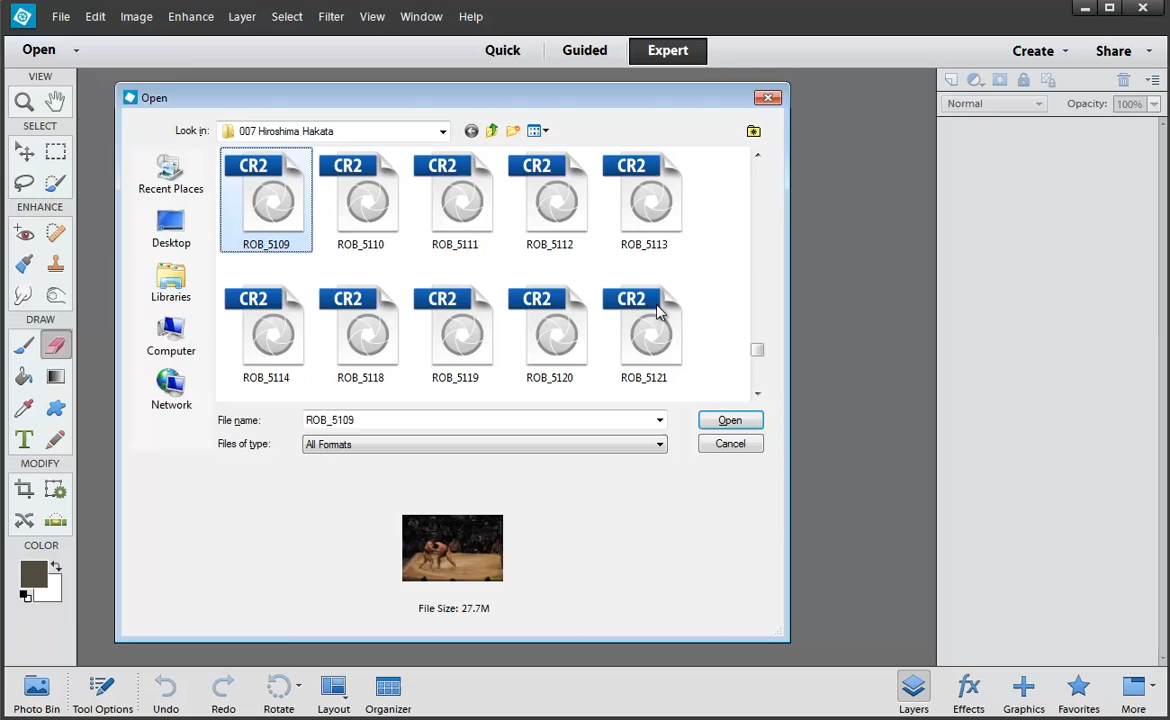 File Edit Image Enhance Layer Select Filter View Window Help
Open Quick Guided Expert Create Share
VIEW
SELECT
ENHANCE
DRAW
T
MODIFY
COLOR
Open
Look in: 007 Hiroshima Hakata
Recent Places
Desktop
Libraries
Computer
Network
CR2 CR2 CR2 CR2 CR2
ROB_5109 ROB_5110 ROB_5111 ROB_5112 ROB_5113
CR2 CR2 CR2 CR2 CR2
ROB_5114 ROB_5118 ROB_5119 ROB_5120 ROB_5121
File name: ROB_5109 Open
Files of type: All Formats Cancel
File Size: 27.7M
Normal Opacity: 100%
Photo Bin Tool Options Undo Redo Rotate Layout Organizer
fx
Layers Effects Graphics Favorites More